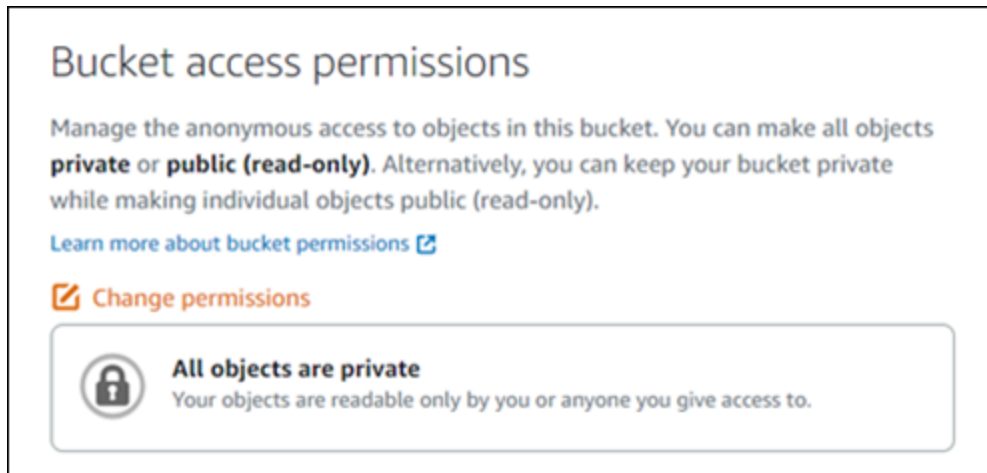 Bucket access permissions
Manage the anonymous access to objects in this bucket. You can make all objects
private or public (read-only). Alternatively, you can keep your bucket private
while making individual objects public (read-only).
Learn more about bucket permissions
Change permissions
All objects are private
Your objects are readable only by you or anyone you give access to.